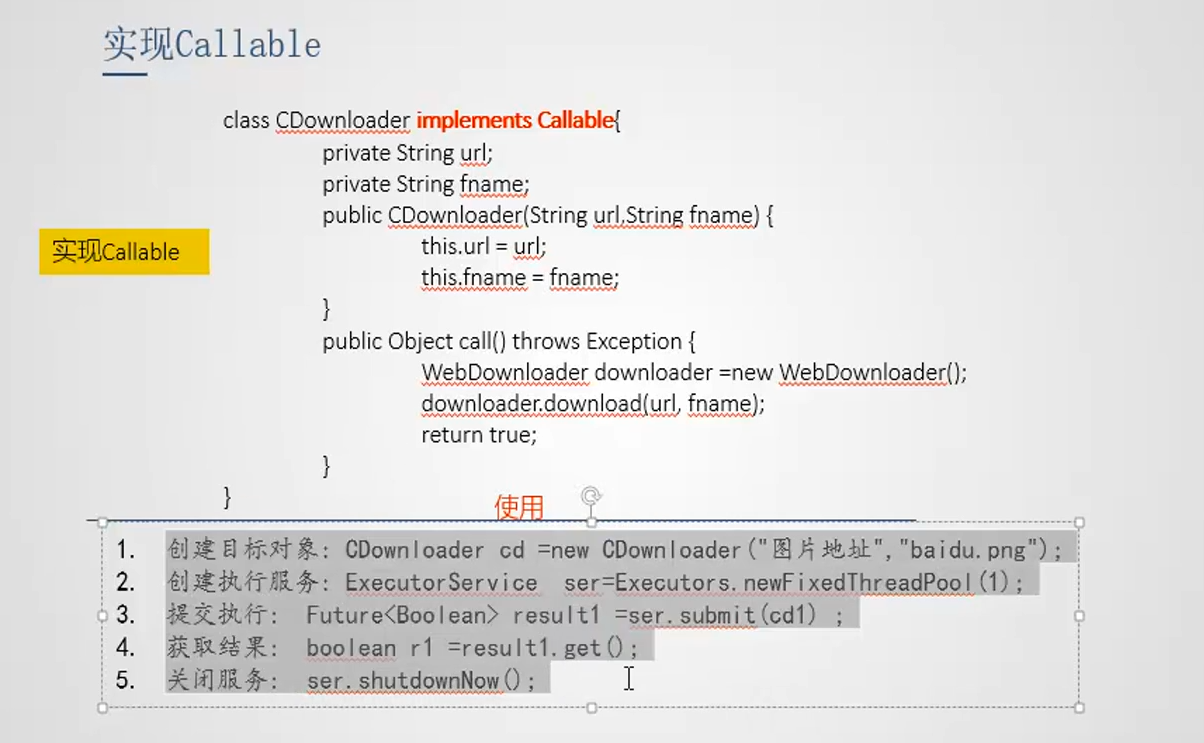 实现Callable
class CDownloader implements Callable{
private String url;
private String fname;
public CDownloader(String url,String fname) {
this.url = url;
this.fname = fname;
}
实现Callable
public Object call() throws Exception {
WebDownloader downloader =new WebDownloader();
downloader.download(url, fname);
return true;
}
}
使用
1. 创建目标对象: CDownloader cd =new CDownloader("图片地址","baidu.png");
2. 创建执行服务: ExecutorService ser=Executors.newFixedThreadPool(1);
3. 提交执行: Future<Boolean> result1 =ser.submit(cd1) ;
4. 获取结果: boolean r1 =result1.get();
5. 关闭服务: ser.shutdownNow();